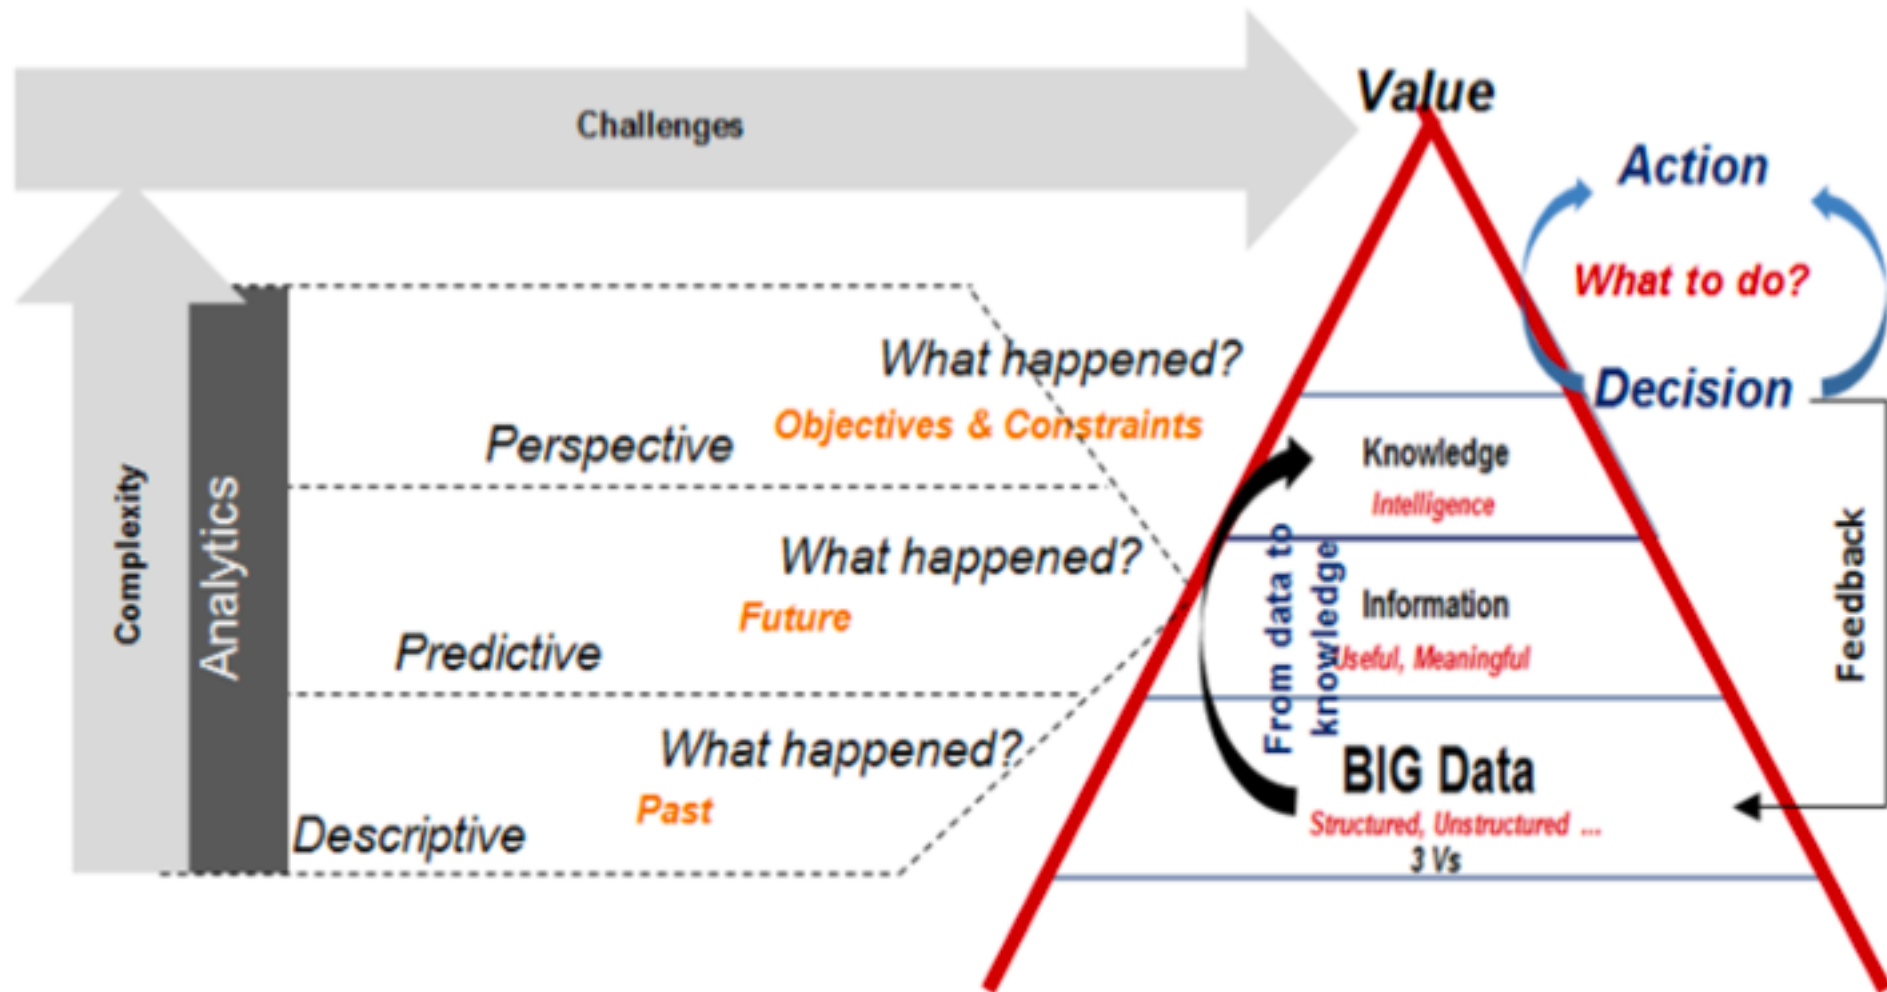 Challenges
Value
Action
What to do?
Decision
What happened?
Objectives & Constraints
Perspective
What happened?
Future
Predictive
What happened?
Past
Descriptive
Complexity
Analytics
Knowledge
Intelligence
From data to
knowledge
Information
Useful, Meaningful
BIG Data
Structured, Unstructured ...
3 Vs
Feedback